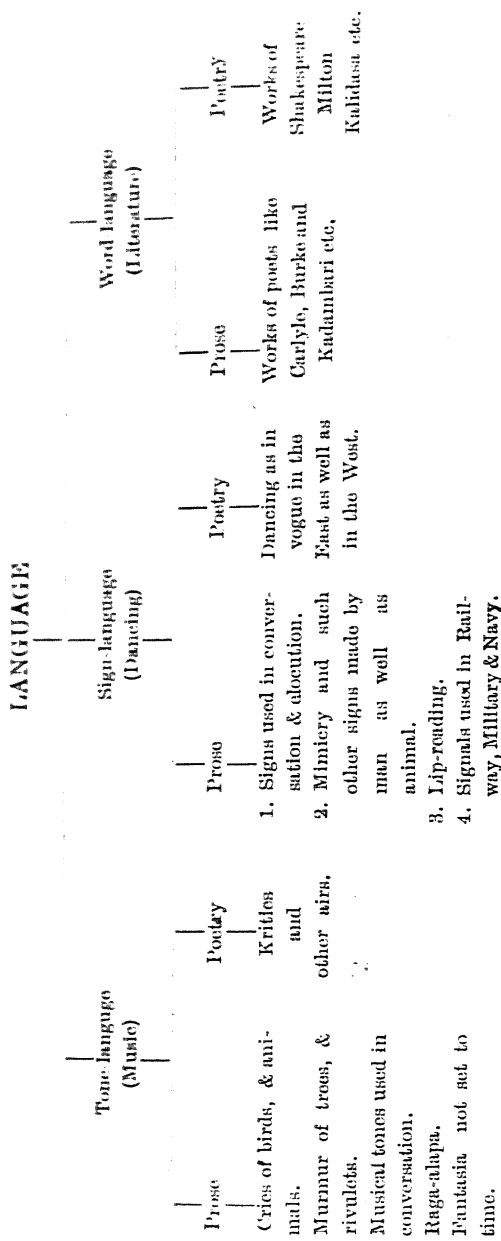 LANGUAGE
Tone languge
(Music)
Prose
Cries of birds, & ani-
mals.
Murmur of trees, &
rivulets.
Musical tones used in
conversation.
Raga-alapa.
Fantasia not set to
time.
Poetry
Krities
and
other airs.
Sign-language
(Dancing)
Prose
1. Signs used in conver-
sation & elocution.
2. Mimicry and such
other signs made by
man as well as
animal.
3. Lip-reading.
4. Signals used in Rail-
way, Military & Navy.
Poetry
Dancing as in
vogue in the
East as well as
in the West.
Word language
(Literature)
Prose
Works of poets like
Carlyle, Burke and
Kadambari etc.
Poetry
Works of
Shakespeare
Milton
Kalidasa etc.